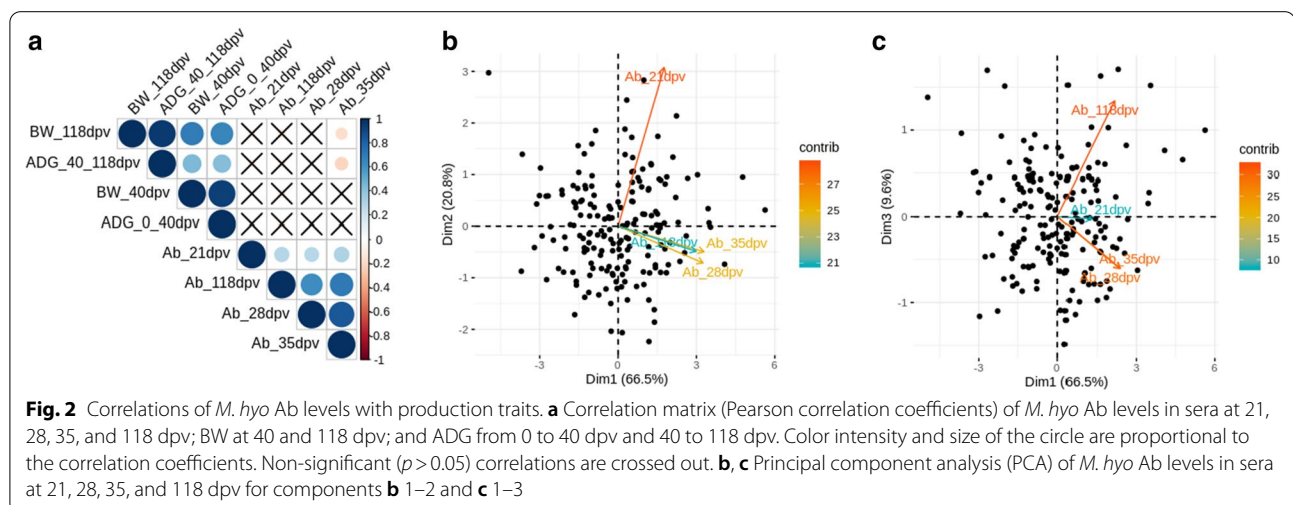 a
BW_118dpv
ADG_40_118dpv
BW_40dpv
ADG_0_40dpv
Ab_21dpv
Ab_118dpv
Ab_28dpv
Ab_35dpv
BW_118dpv
ADG_40_118dpv
BW_40dpv
ADG_0_40dpv
Ab_21dpv
Ab_118dpv
Ab_28dpv
Ab_35dpv
1
0.8
0.6
0.4
0.2
0
-0.2
-0.4
-0.6
-0.8
-1
b
Dim2 (20.8%)
3
2
1
0
-1
-2
Ab_21dpv
Ab_118dpv
Ab_35dpv
Ab_28dpv
-3
0
3
6
Dim1 (66.5%)
contrib
27
25
23
21
c
Dim3 (9.6%)
1
0
-1
Ab_118dpv
Ab_21dpv
Ab_35dpv
Ab_28dpv
-3
0
3
6
Dim1 (66.5%)
contrib
30
25
20
15
10
Fig. 2 Correlations of M. hyo Ab levels with production traits. a Correlation matrix (Pearson correlation coefficients) of M. hyo Ab levels in sera at 21,
28, 35, and 118 dpv; BW at 40 and 118 dpv; and ADG from 0 to 40 dpv and 40 to 118 dpv. Color intensity and size of the circle are proportional to
the correlation coefficients. Non-significant (p > 0.05) correlations are crossed out. b, c Principal component analysis (PCA) of M. hyo Ab levels in sera
at 21, 28, 35, and 118 dpv for components b 1–2 and c 1–3